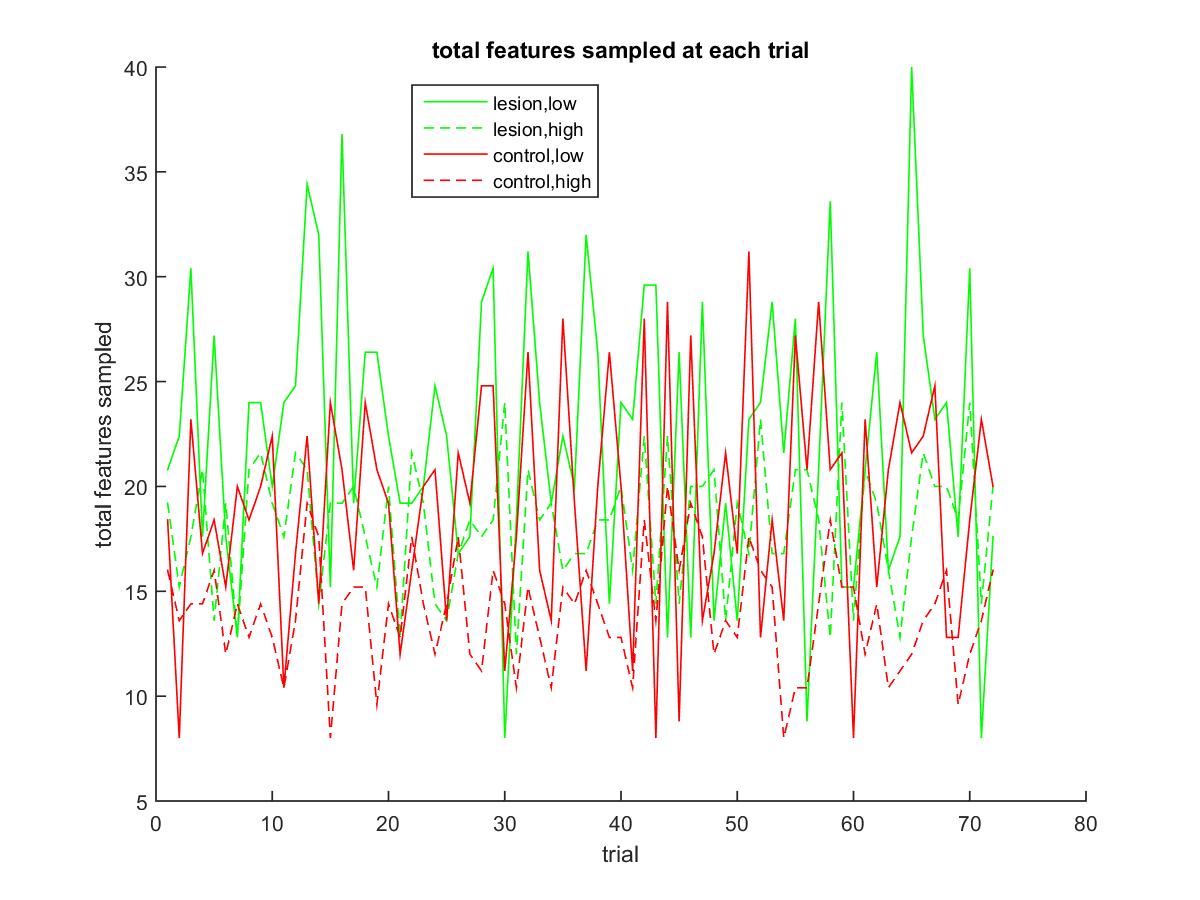 total features sampled at each trial
lesion,low
lesion,high
control,low
control,high
40
35
30
25
20
15
10
5
0 10 20 30 40 50 60 70 80
trial
total features sampled